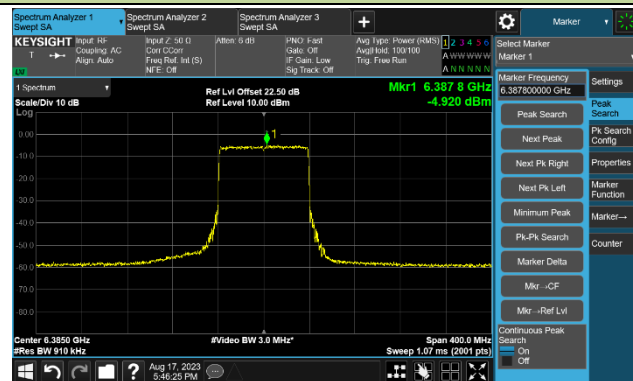 Spectrum Analyzer 1
Swept SA
Spectrum Analyzer 2
Swept SA
Spectrum Analyzer 3
Swept SA
+
Marker
KEYSIGHT
Input: RF
Coupling: AC
Align: Auto
Input Z: 50 Ω
Corr CCorr
Freq Ref: Int (S)
NFE: Off
Atten: 6 dB
PNO: Fast
Gate: Off
IF Gain: Low
Sig Track: Off
Avg Type: Power (RMS)
Avg|Hold: 100/100
Trig: Free Run
1 2 3 4 5 6
A W W W W W
A N N N N N
LU
Select Marker
Marker 1
Marker Frequency
6.387800000 GHz
Settings
Peak Search
Next Peak
Next Pk Right
Next Pk Left
Minimum Peak
Pk-Pk Search
Marker Delta
Mkr→CF
Mkr→Ref Lvl
Continuous Peak
Search
On
Off
Peak
Search
Pk Search
Config
Properties
Marker
Function
Marker→
Counter
1 Spectrum
Scale/Div 10 dB
Log
Ref Lvl Offset 22.50 dB
Ref Level 10.00 dBm
Mkr1 6.387 8 GHz
-4.920 dBm
1
0.00
-10.0
-20.0
-30.0
-40.0
-50.0
-60.0
-70.0
-80.0
Center 6.3850 GHz
#Res BW 910 kHz
#Video BW 3.0 MHz*
Span 400.0 MHz
Sweep 1.07 ms (2001 pts)
Aug 17, 2023
5:46:25 PM